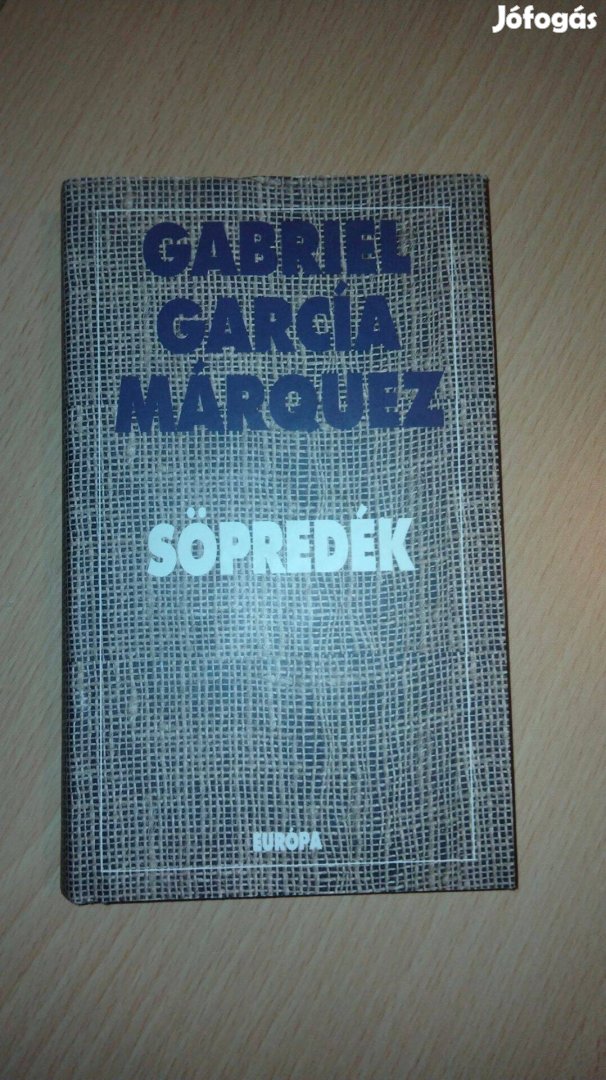 Jófogás
GABRIEL
GARCÍA
MÁRQUEZ
SÖPREDÉK
EURÓPA